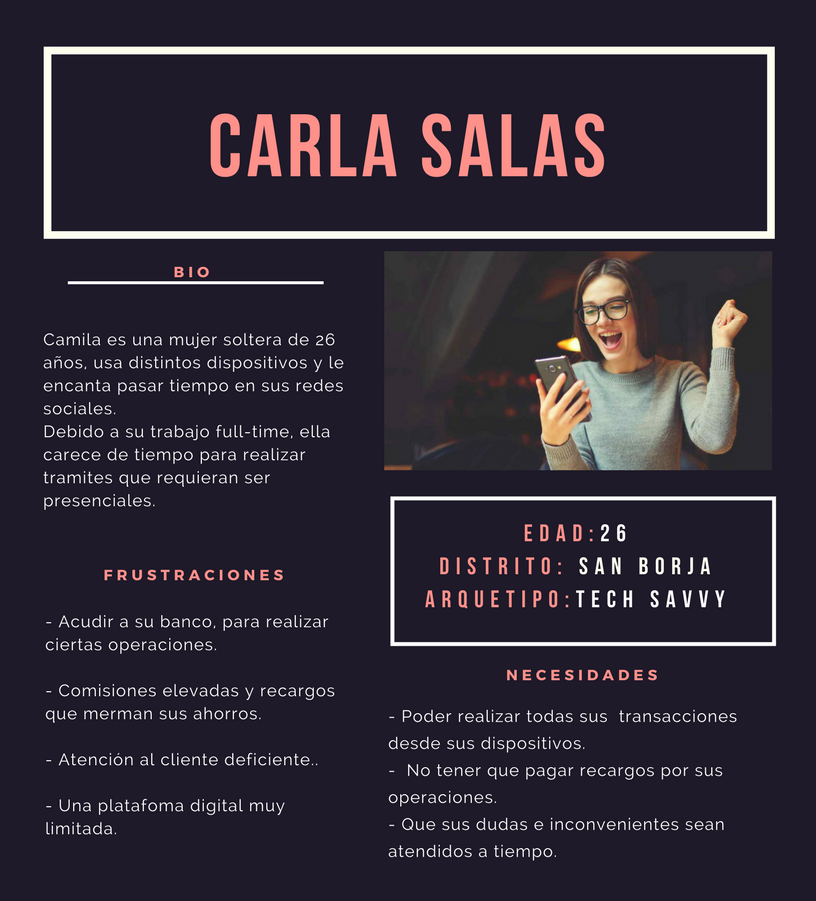 CARLA SALAS
BIO
Camila es una mujer soltera de 26
años, usa distintos dispositivos y le
encanta pasar tiempo en sus redes
sociales.
Debido a su trabajo full-time, ella
carece de tiempo para realizar
tramites que requieran ser
presenciales.
FRUSTRACIONES
- Acudir a su banco, para realizar
ciertas operaciones.
- Comisiones elevadas y recargos
que merman sus ahorros.
- Atención al cliente deficiente..
- Una platafoma digital muy
limitada.
EDAD:26
DISTRITO: SAN BORJA
ARQUETIPO:TECH SAVVY
NECESIDADES
- Poder realizar todas sus  transacciones
desde sus dispositivos.
-  No tener que pagar recargos por sus
operaciones.
- Que sus dudas e inconvenientes sean
atendidos a tiempo.